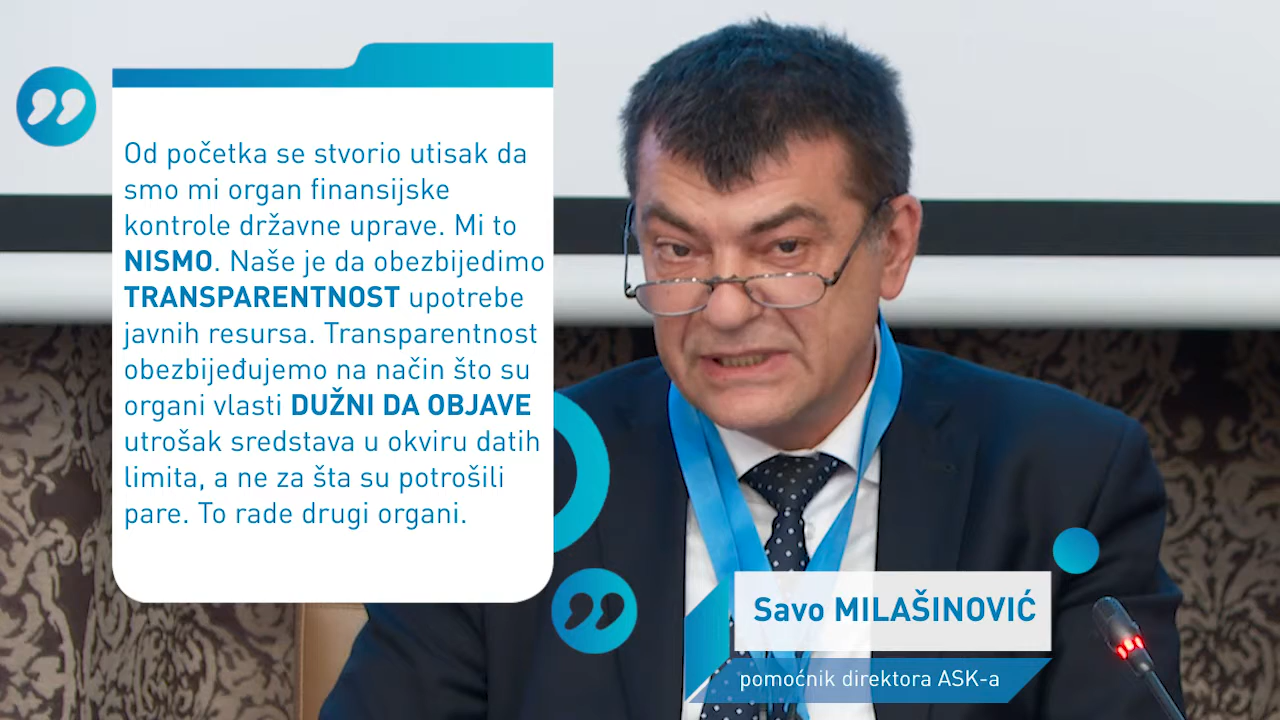 Od početka se stvorio utisak da
smo mi organ finansijske
kontrole državne uprave. Mi to
NISMO. Naše je da obezbijedimo
TRANSPARENTNOST upotrebe
javnih resursa. Transparentnost
obezbijeđujemo na način što su
organi vlasti DUŽNI DA OBJAVE
utrošak sredstava u okviru datih
limita, a ne za šta su potrošili
pare. To rade drugi organi.
Savo MILAŠINOVIĆ
pomoćnik direktora ASK-a